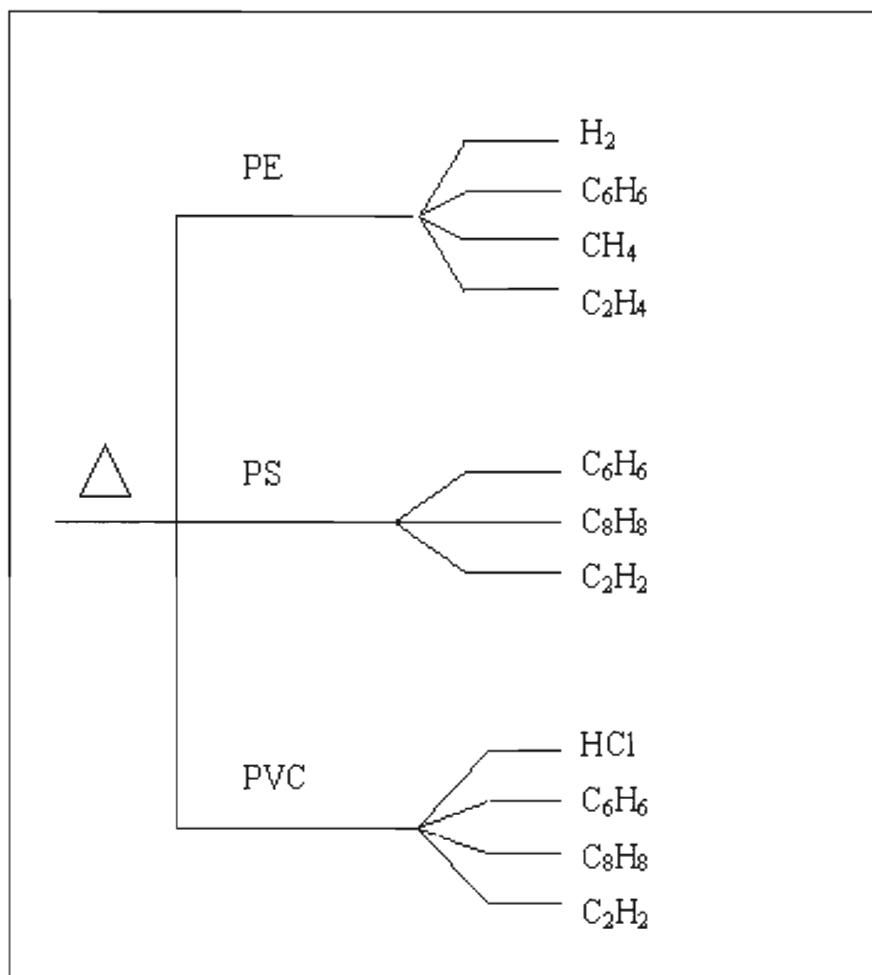 PE
H₂
C₆H₆
CH₄
C₂H₄
PS
C₆H₆
C₈H₈
C₂H₂
PVC
HCl
C₆H₆
C₈H₈
C₂H₂